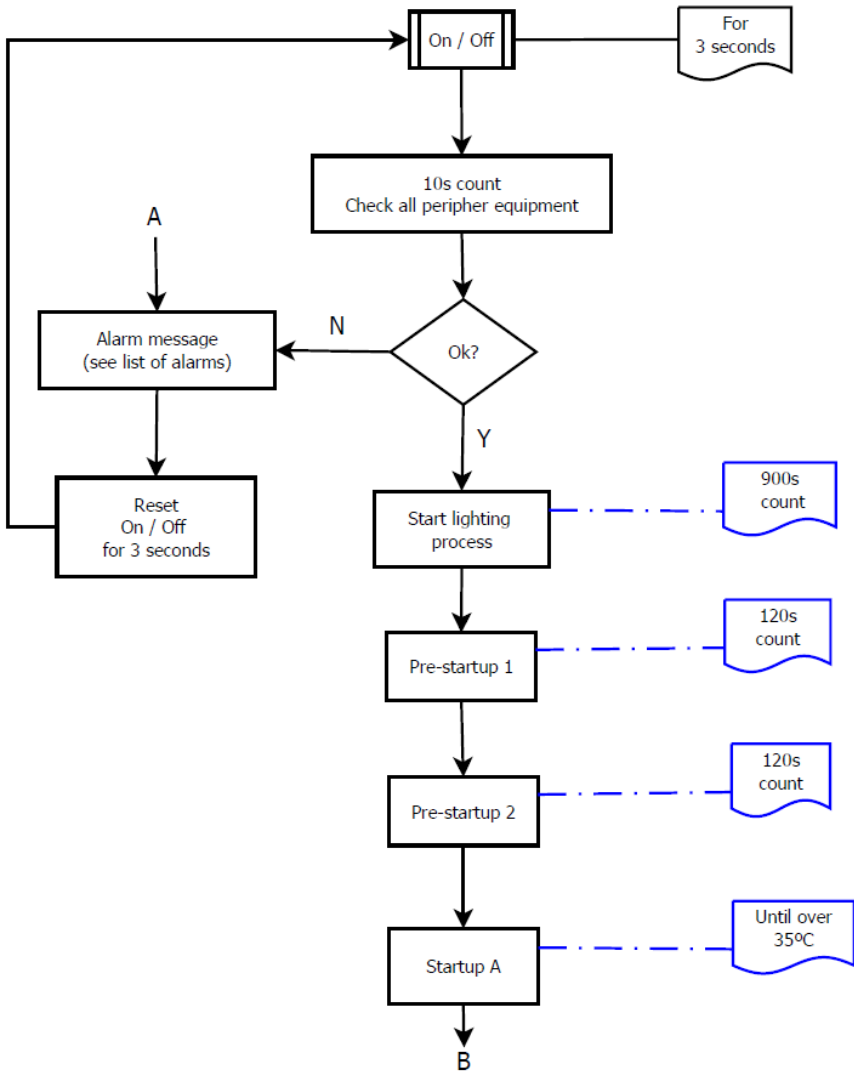 On / Off
For
3 seconds
10s count
Check all peripher equipment
A
Alarm message
(see list of alarms)
N
Ok?
Y
Reset
On / Off
for 3 seconds
Start lighting
process
900s
count
Pre-startup 1
120s
count
Pre-startup 2
120s
count
Startup A
Until over
35ºC
B